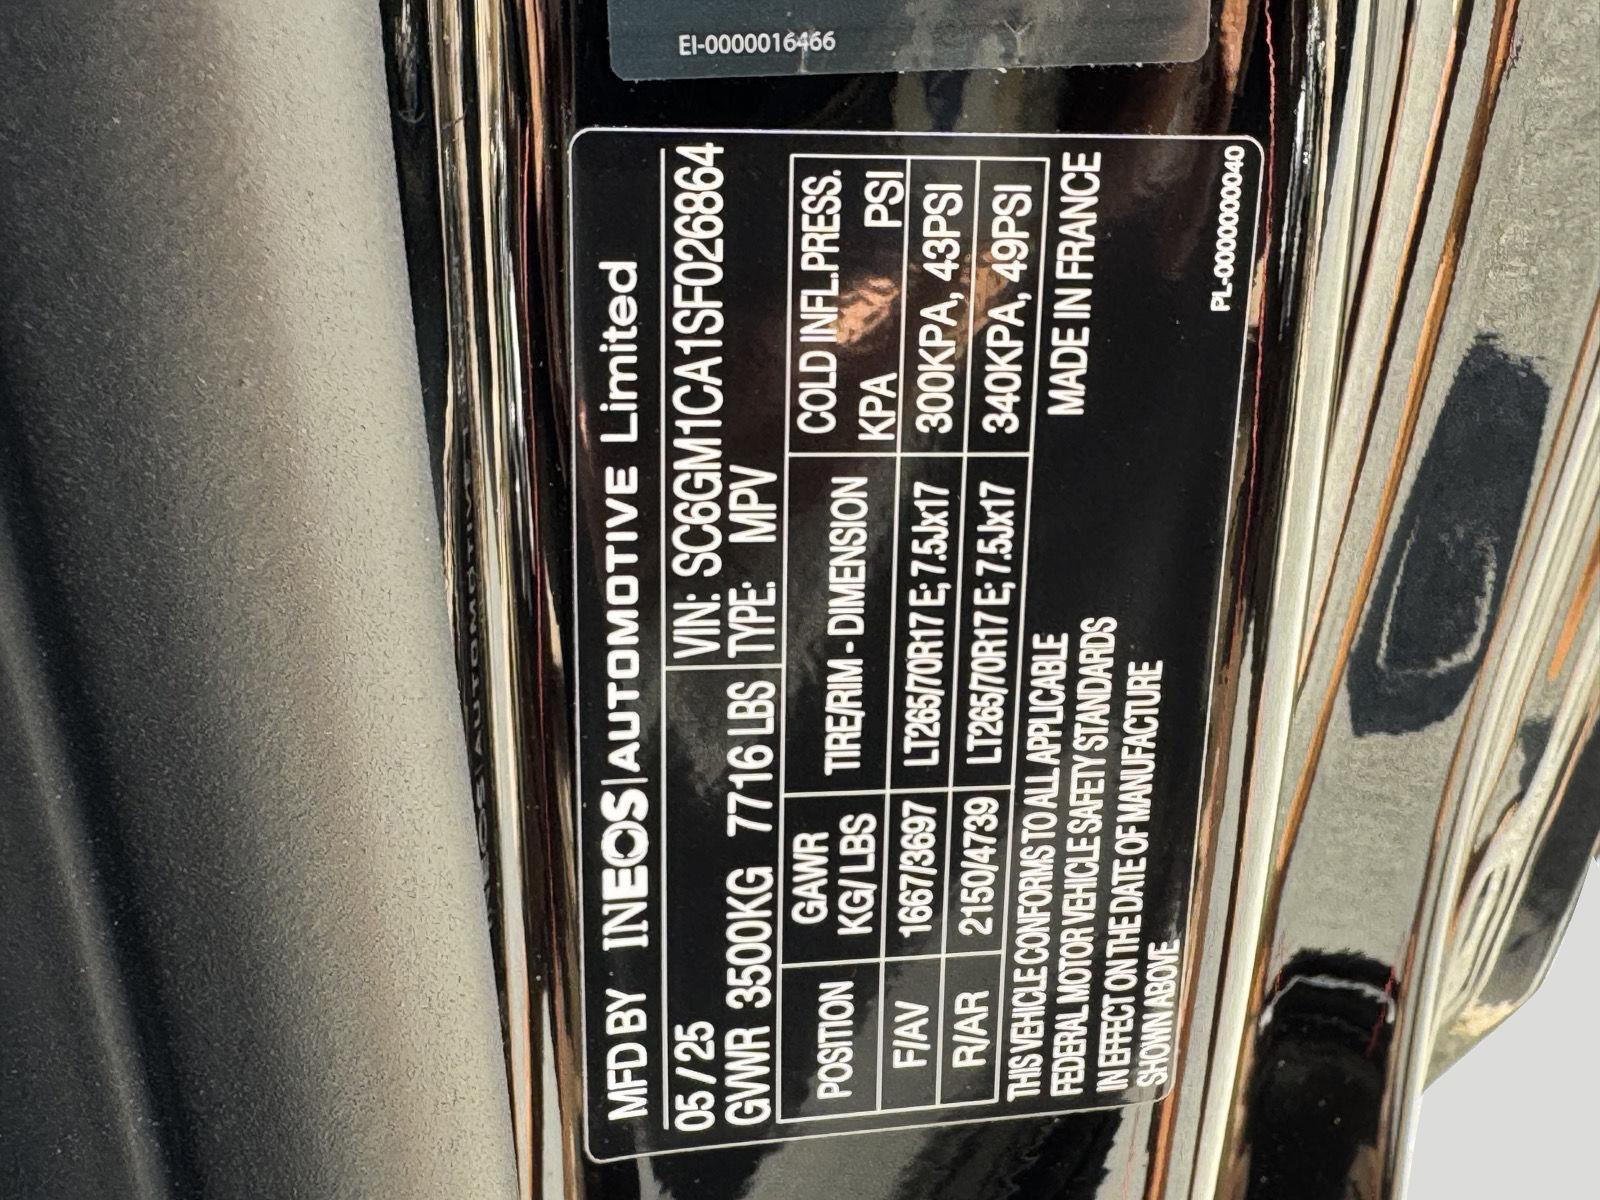 EI-0000016466
MFD BY INEOS|AUTOMOTIVE Limited
05 / 25 VIN: SC6GM1CA1SF026864
GVWR 3500KG 7716 LBS TYPE: MPV
POSITION GAWR KG/LBS TIRE/RIM - DIMENSION COLD INFL.PRESS. KPA PSI
F/AV 1667/3697 LT265/70R17 E; 7.5Jx17 300KPA, 43PSI
R/AR 2150/4739 LT265/70R17 E; 7.5Jx17 340KPA, 49PSI
THIS VEHICLE CONFORMS TO ALL APPLICABLE
FEDERAL MOTOR VEHICLE SAFETY STANDARDS
IN EFFECT ON THE DATE OF MANUFACTURE
SHOWN ABOVE
MADE IN FRANCE
PL-0000000040